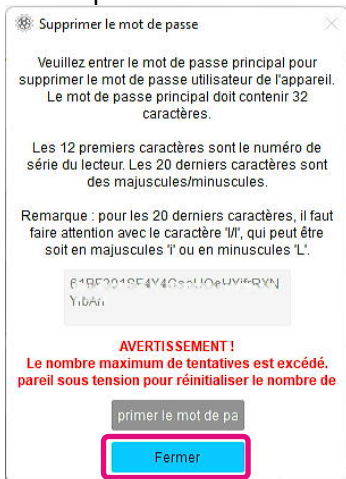 Supprimer le mot de passe
Veuillez entrer le mot de passe principal pour
supprimer le mot de passe utilisateur de l'appareil.
Le mot de passe principal doit contenir 32
caractères.
Les 12 premiers caractères sont le numéro de
série du lecteur. Les 20 derniers caractères sont
des majuscules/minuscules.
Remarque : pour les 20 derniers caractères, il faut
faire attention avec le caractère 'I/l', qui peut être
soit en majuscules 'i' ou en minuscules 'L'.
AVERTISSEMENT !
Le nombre maximum de tentatives est excédé.
pareil sous tension pour réinitialiser le nombre de
primer le mot de pa
Fermer